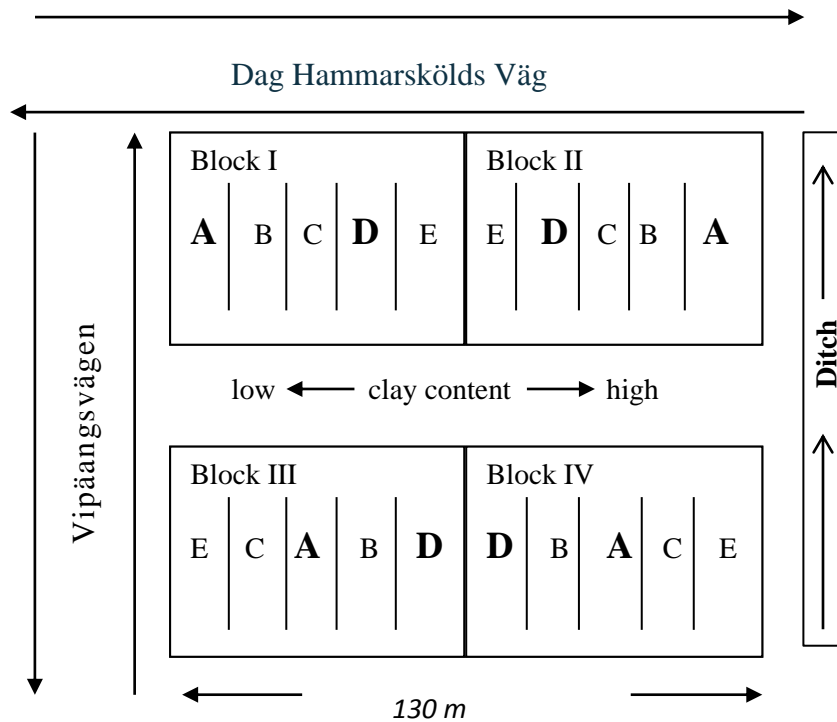 Dag Hammarskölds Väg
Block I
Block II
A B C D E
E D C B A
Vipäangsvägen
Ditch
low clay content high
Block III
Block IV
E C A B D
D B A C E
130 m